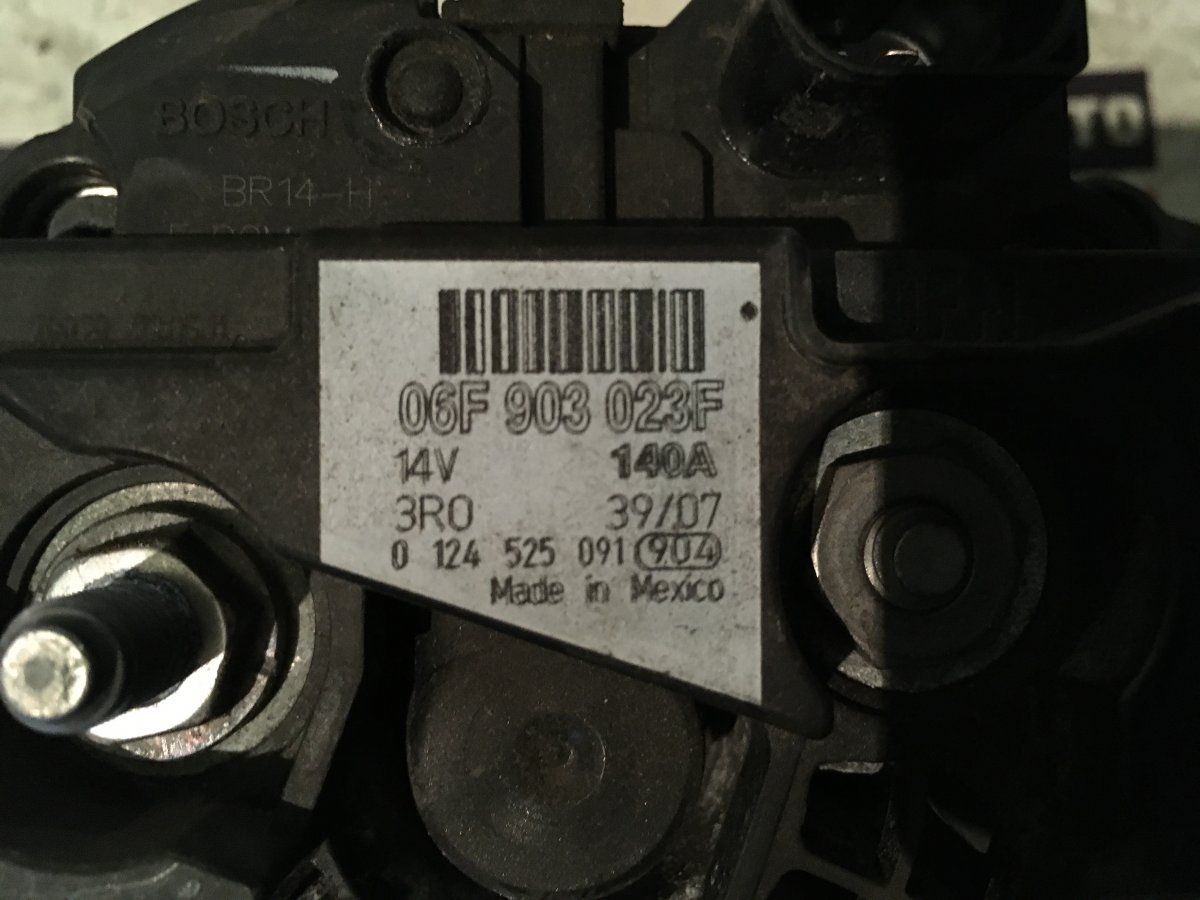 BOSCH
BR14-H
06F 903 023F
14V 140A
3R0 39/07
0 124 525 091 904
Made in Mexico